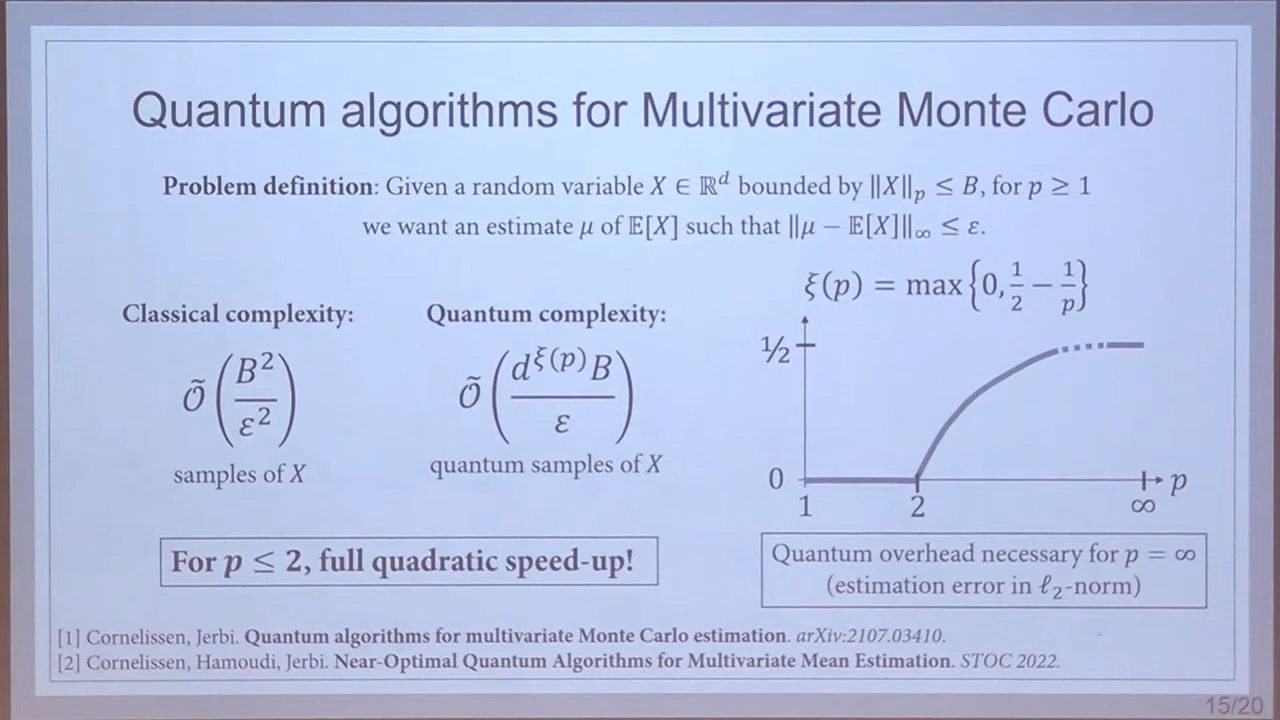 Quantum algorithms for Multivariate Monte Carlo
Problem definition: Given a random variable X ∈ ℝᵈ bounded by ‖X‖ₚ ≤ B, for p ≥ 1
we want an estimate μ of 𝔼[X] such that ‖μ − 𝔼[X]‖∞ ≤ ε.
Classical complexity:
Õ(B²/ε²)
samples of X
Quantum complexity:
Õ(d^ξ(p) B/ε)
quantum samples of X
ξ(p) = max{0, 1/2 − 1/p}
½
0
1
2
∞
p
For p ≤ 2, full quadratic speed-up!
Quantum overhead necessary for p = ∞
(estimation error in ℓ₂-norm)
[1] Cornelissen, Jerbi. Quantum algorithms for multivariate Monte Carlo estimation. arXiv:2107.03410.
[2] Cornelissen, Hamoudi, Jerbi. Near-Optimal Quantum Algorithms for Multivariate Mean Estimation. STOC 2022.
15/20